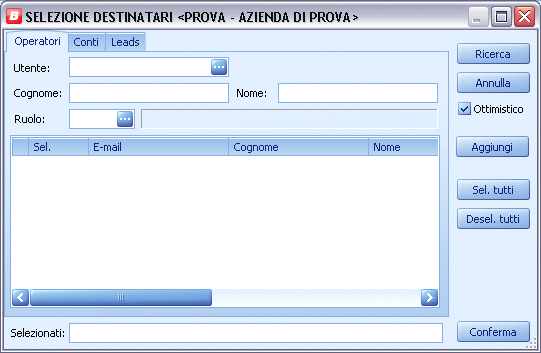 B SELEZIONE DESTINATARI <PROVA - AZIENDA DI PROVA>
Operatori Conti Leads
Ricerca
Utente:
Annulla
Cognome: Nome:
Ottimistico
Ruolo:
Sel. E-mail Cognome Nome
Aggiungi
Sel. tutti
Desel. tutti
Selezionati:
Conferma